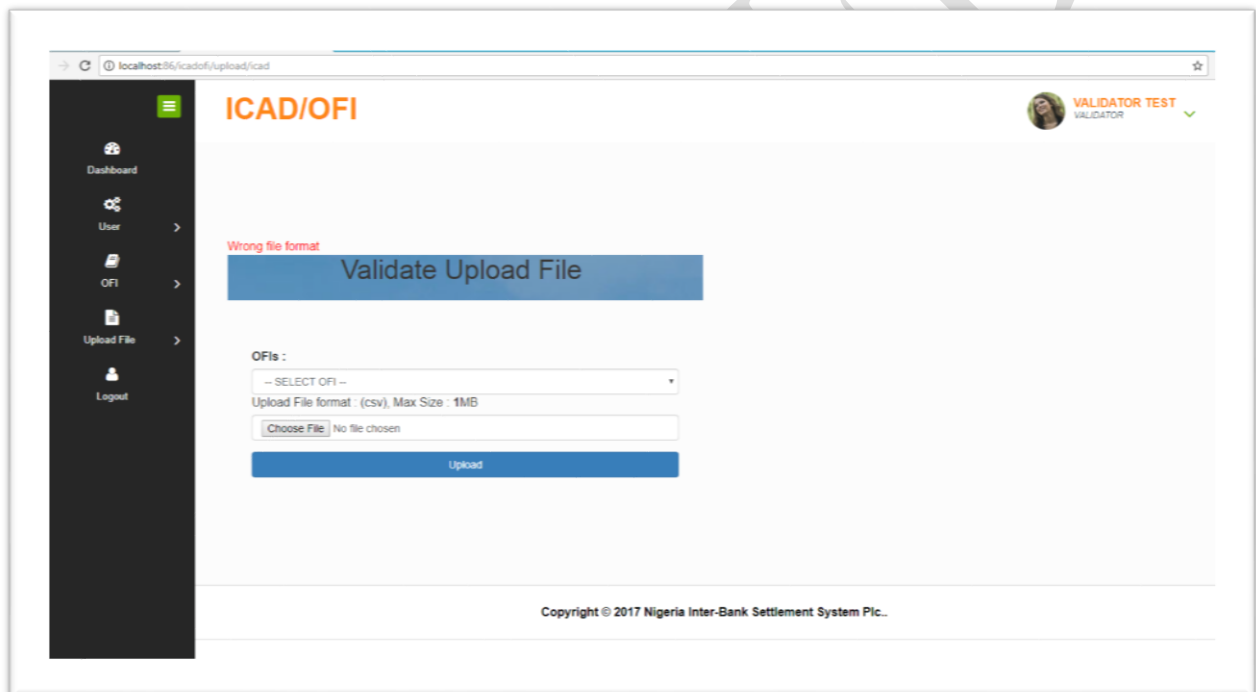 localhost:86/icadofi/upload/icad
ICAD/OFI
VALIDATOR TEST
VALIDATOR
Dashboard
User
OFI
Upload File
Logout
Wrong file format
Validate Upload File
OFIs :
-- SELECT OFI --
Upload File format : (csv), Max Size : 1MB
Choose File No file chosen
Upload
Copyright © 2017 Nigeria Inter-Bank Settlement System Plc..